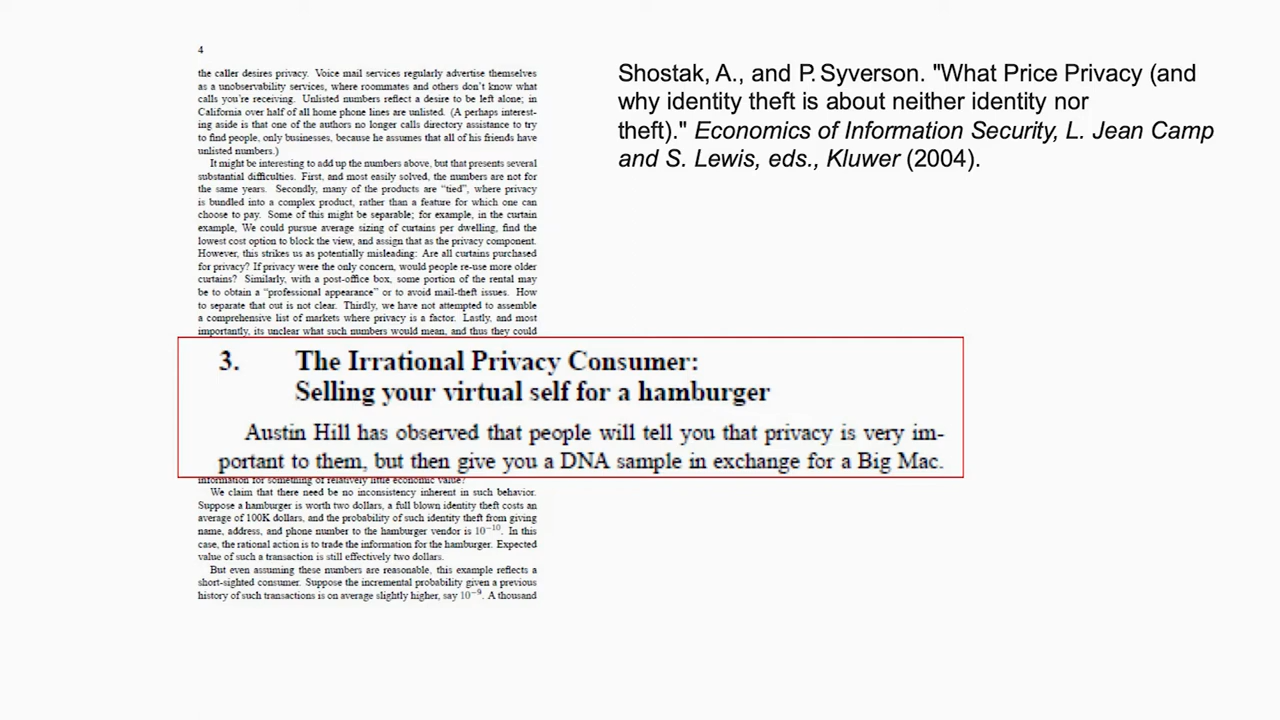 4
the caller desires privacy. Voice mail services regularly advertise themselves
as a unobservability services, where roommates and others don't know what
calls you're receiving. Unlisted numbers reflect a desire to be left alone; in
California over half of all home phone lines are unlisted. (A perhaps interest-
ing aside is that one of the authors no longer calls directory assistance to try
to find people, only businesses, because he assumes that all of his friends have
unlisted numbers.)
It might be interesting to add up the numbers above, but that presents several
substantial difficulties. First, and most easily solved, the numbers are not for
the same years. Secondly, many of the products are “tied”, where privacy
is bundled into a complex product, rather than a feature for which one can
choose to pay. Some of this might be separable; for example, in the curtain
example, We could pursue average sizing of curtains per dwelling, find the
lowest cost option to block the view, and assign that as the privacy component.
However, this strikes us as potentially misleading: Are all curtains purchased
for privacy? If privacy were the only concern, would people re-use more older
curtains? Similarly, with a post-office box, some portion of the rental may
be to obtain a “professional appearance” or to avoid mail-theft issues. How
to separate that out is not clear. Thirdly, we have not attempted to assemble
a comprehensive list of markets where privacy is a factor. Lastly, and most
importantly, its unclear what such numbers would mean, and thus they could
3. The Irrational Privacy Consumer:
Selling your virtual self for a hamburger
Austin Hill has observed that people will tell you that privacy is very im-
portant to them, but then give you a DNA sample in exchange for a Big Mac.
information for something of relatively little economic value?
We claim that there need be no inconsistency inherent in such behavior.
Suppose a hamburger is worth two dollars, a full blown identity theft costs an
average of 100K dollars, and the probability of such identity theft from giving
name, address, and phone number to the hamburger vendor is 10⁻¹⁰. In this
case, the rational action is to trade the information for the hamburger. Expected
value of such a transaction is still effectively two dollars.
But even assuming these numbers are reasonable, this example reflects a
short-sighted consumer. Suppose the incremental probability given a previous
history of such transactions is on average slightly higher, say 10⁻⁹. A thousand
Shostak, A., and P. Syverson. "What Price Privacy (and
why identity theft is about neither identity nor
theft)." Economics of Information Security, L. Jean Camp
and S. Lewis, eds., Kluwer (2004).